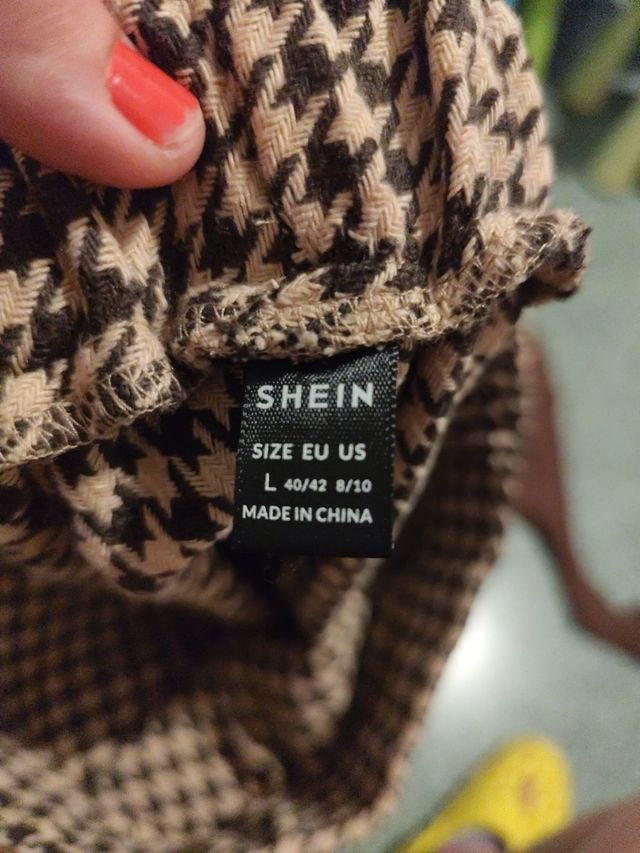 SHEIN
SIZE EU US
L 40/42 8/10
MADE IN CHINA